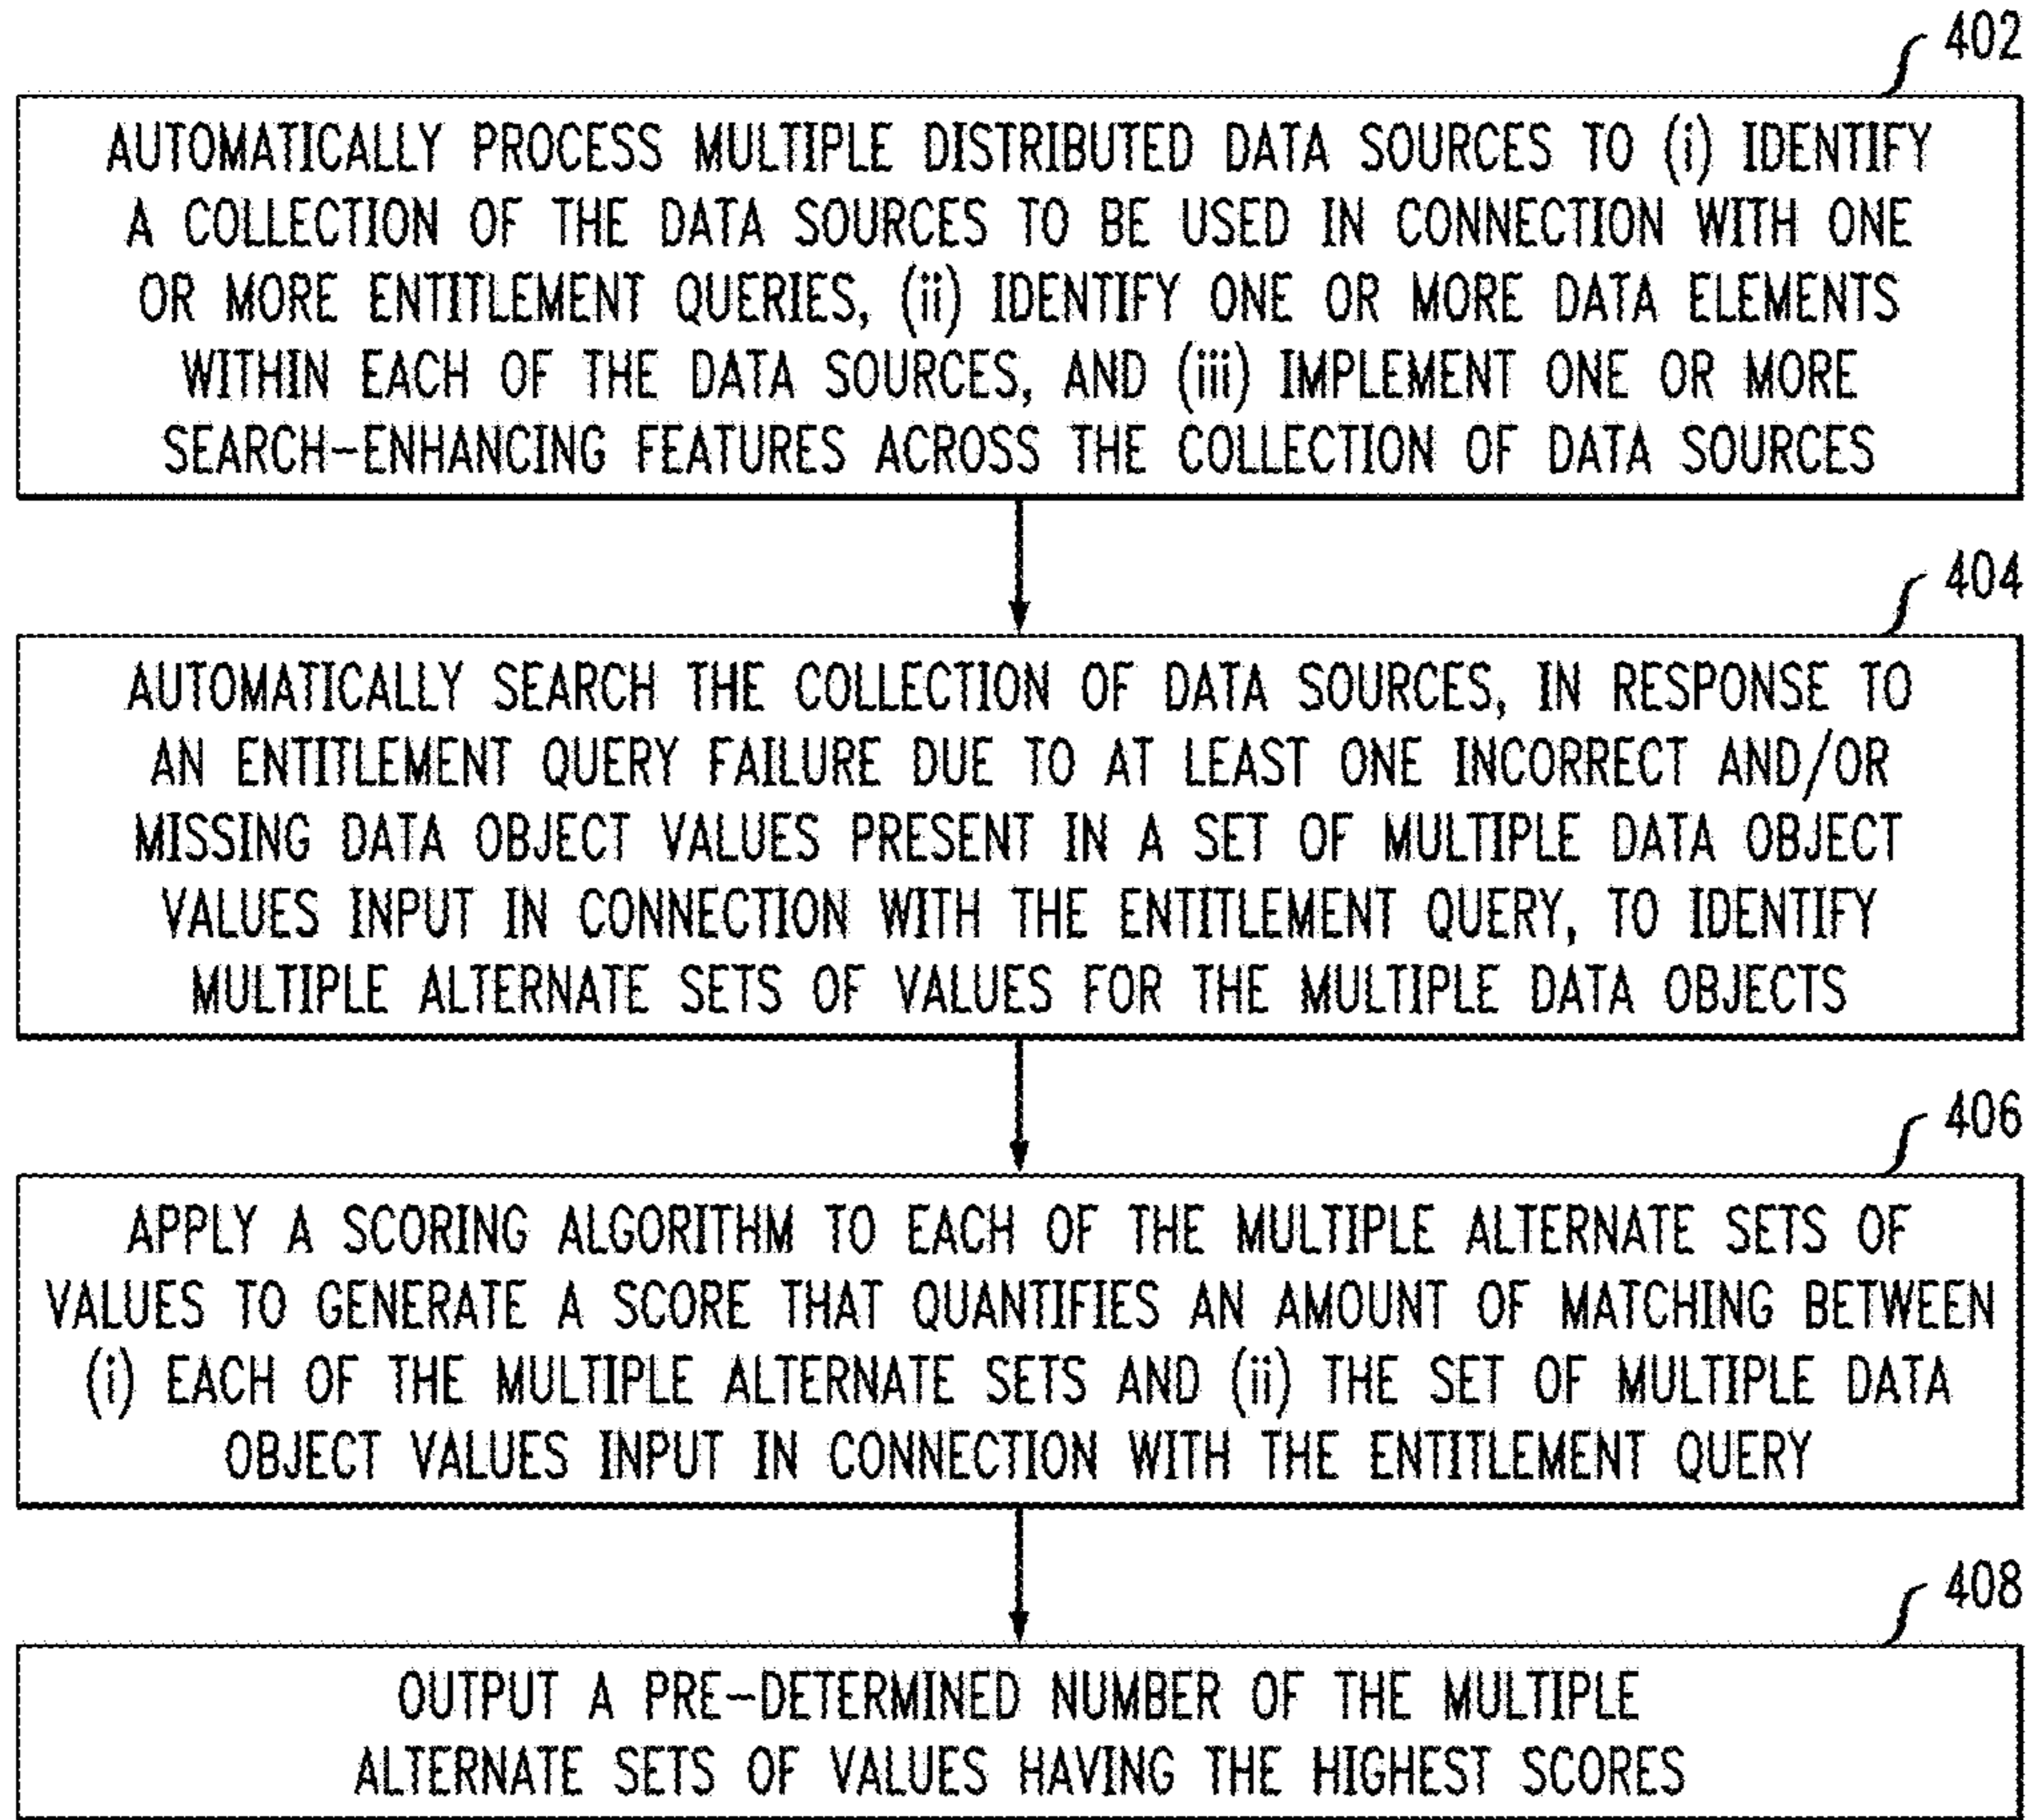 402
AUTOMATICALLY PROCESS MULTIPLE DISTRIBUTED DATA SOURCES TO (i) IDENTIFY
A COLLECTION OF THE DATA SOURCES TO BE USED IN CONNECTION WITH ONE
OR MORE ENTITLEMENT QUERIES, (ii) IDENTIFY ONE OR MORE DATA ELEMENTS
WITHIN EACH OF THE DATA SOURCES, AND (iii) IMPLEMENT ONE OR MORE
SEARCH-ENHANCING FEATURES ACROSS THE COLLECTION OF DATA SOURCES
404
AUTOMATICALLY SEARCH THE COLLECTION OF DATA SOURCES, IN RESPONSE TO
AN ENTITLEMENT QUERY FAILURE DUE TO AT LEAST ONE INCORRECT AND/OR
MISSING DATA OBJECT VALUES PRESENT IN A SET OF MULTIPLE DATA OBJECT
VALUES INPUT IN CONNECTION WITH THE ENTITLEMENT QUERY, TO IDENTIFY
MULTIPLE ALTERNATE SETS OF VALUES FOR THE MULTIPLE DATA OBJECTS
406
APPLY A SCORING ALGORITHM TO EACH OF THE MULTIPLE ALTERNATE SETS OF
VALUES TO GENERATE A SCORE THAT QUANTIFIES AN AMOUNT OF MATCHING BETWEEN
(i) EACH OF THE MULTIPLE ALTERNATE SETS AND (ii) THE SET OF MULTIPLE DATA
OBJECT VALUES INPUT IN CONNECTION WITH THE ENTITLEMENT QUERY
408
OUTPUT A PRE-DETERMINED NUMBER OF THE MULTIPLE
ALTERNATE SETS OF VALUES HAVING THE HIGHEST SCORES